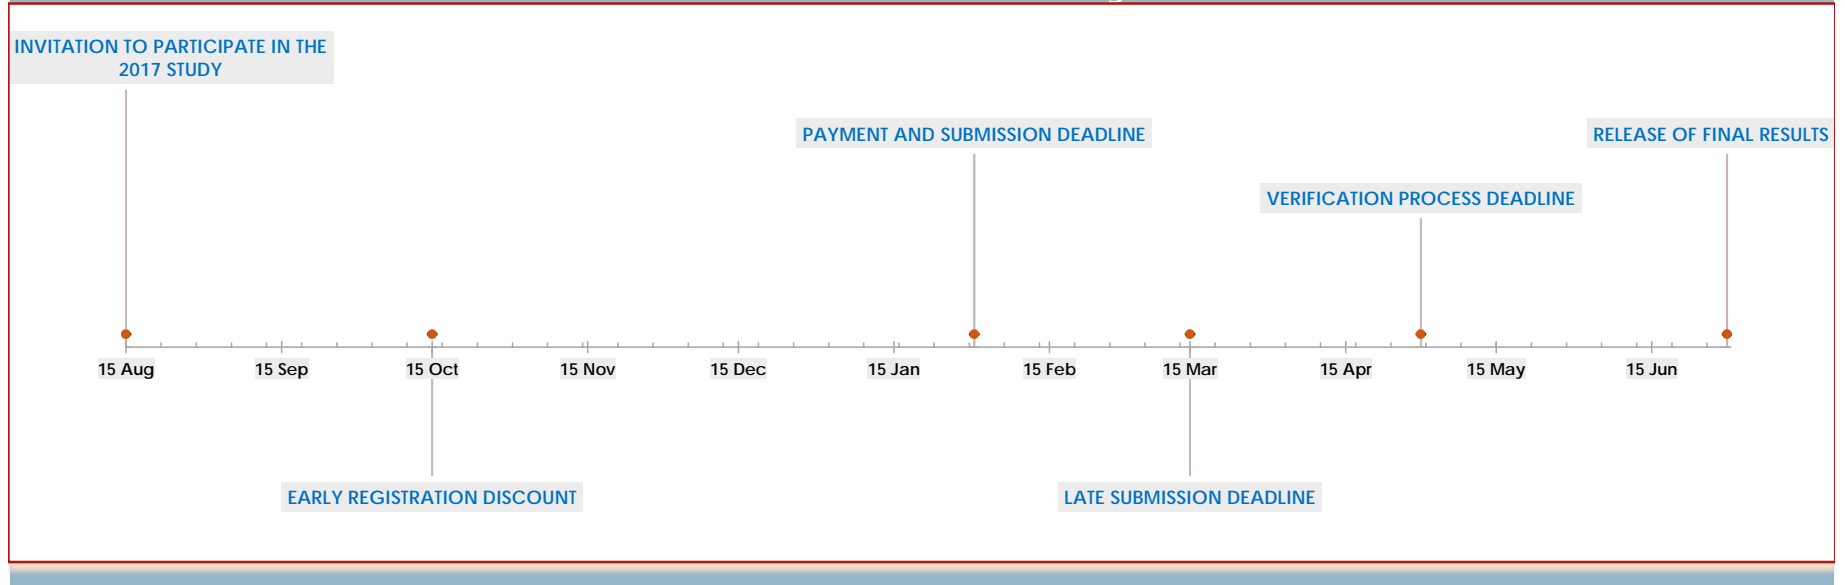 INVITATION TO PARTICIPATE IN THE
2017 STUDY
PAYMENT AND SUBMISSION DEADLINE
RELEASE OF FINAL RESULTS
VERIFICATION PROCESS DEADLINE
15 Aug 15 Sep 15 Oct 15 Nov 15 Dec 15 Jan 15 Feb 15 Mar 15 Apr 15 May 15 Jun
EARLY REGISTRATION DISCOUNT
LATE SUBMISSION DEADLINE